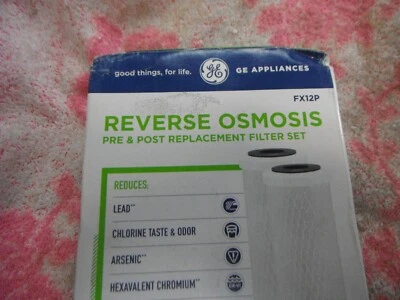 good things, for life.
GE
GE APPLIANCES
FX12P
REVERSE OSMOSIS
PRE & POST REPLACEMENT FILTER SET
REDUCES:
LEAD**
CHLORINE TASTE & ODOR
ARSENIC**
HEXAVALENT CHROMIUM**